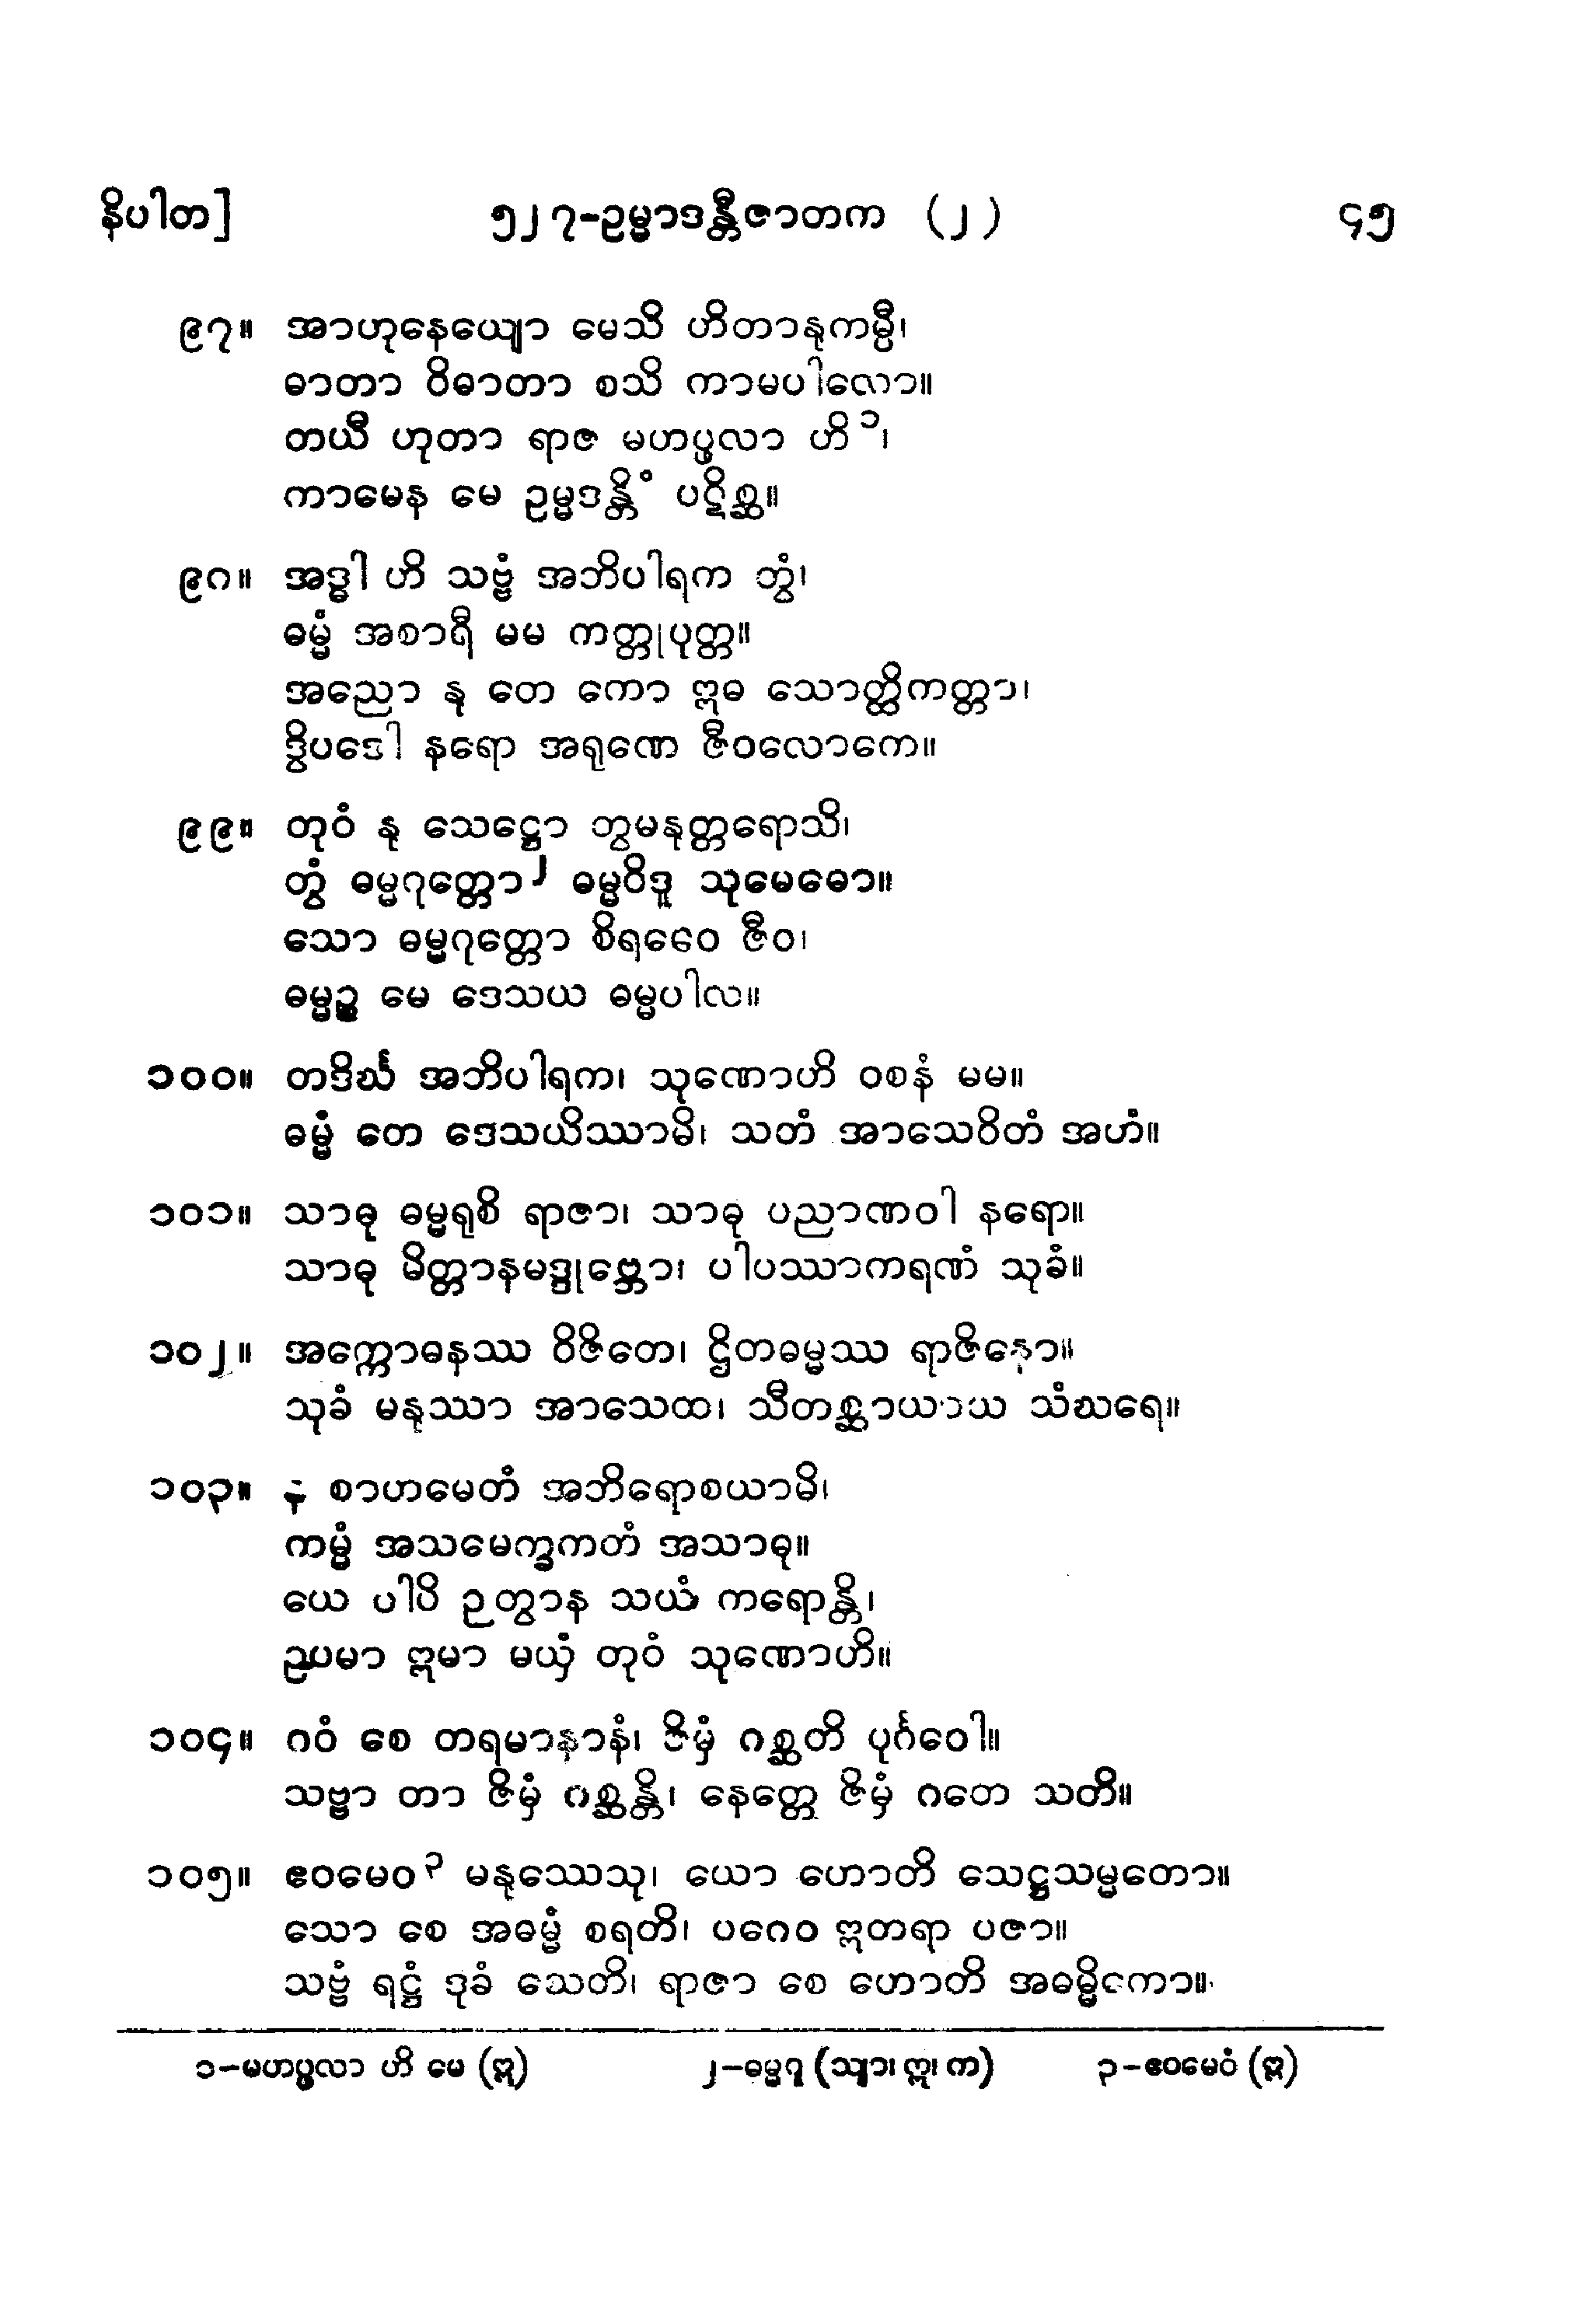 နိပါတ] ၅၂၇-ဥမ္မာဒန္တီဇာတက (၂) ၄၅
၉၇။ အာဟုနေယျော မေသိ ဟိတာနုကမ္ပီ၊
ဓာတာ ဝိဓာတာ စသိ ကာမပါလော။
တယီ ဟုတာ ရာဇ မဟပ္ဖလာ ဟိ ၁၊
ကာမေန မေ ဥမ္မဒန္တိံ ပဋိစ္ဆ။
၉၈။ အဒ္ဓါ ဟိ သဗ္ဗံ အဘိပါရက တွံ၊
ဓမ္မံ အစာရီ မမ ကတ္တုပုတ္တ။
အညော နု တေ ကော ဣဓ သောတ္ထိကတ္တာ၊
ဒွိပဒေါ နရော အရုဏေ ဇီဝလောကေ။
၉၉။ တုဝံ နု သေဋ္ဌော တွမနုတ္တရောသိ၊
တွံ ဓမ္မဂုတ္တော ၂ ဓမ္မဝိဒူ သုမေဓော။
သော ဓမ္မဂုတ္တော စိရမေဝ ဇီဝ၊
ဓမ္မဉ္စ မေ ဒေသယ ဓမ္မပါလ။
၁၀၀။ တဒိင်္ဃ အဘိပါရက၊ သုဏောဟိ ဝစနံ မမ။
ဓမ္မံ တေ ဒေသယိဿာမိ၊ သတံ အာသေဝိတံ အဟံ။
၁၀၁။ သာဓု ဓမ္မရုစိ ရာဇာ၊ သာဓု ပညာဏဝါ နရော။
သာဓု မိတ္တာနမဒ္ဒုဗ္ဘော၊ ပါပဿာကရဏံ သုခံ။
၁၀၂။ အက္ကောဓနဿ ဝိဇိတေ၊ ဌိတဓမ္မဿ ရာဇိနော။
သုခံ မနုဿာ အာသေထ၊ သီတစ္ဆာယာယ သံဃရေ။
၁၀၃။ န စာဟမေတံ အဘိရောစယာမိ၊
ကမ္မံ အသမေက္ခကတံ အသာဓု။
ယေ ပါပိ ဉတွာန သယံ ကရောန္တိ၊
ဥပမာ ဣမာ မယှံ တုဝံ သုဏောဟိ။
၁၀၄။ ဂဝံ စေ တရမာနာနံ၊ ဇိမှံ ဂစ္ဆတိ ပုင်္ဂဝေါ။
သဗ္ဗာ တာ ဇိမှံ ဂစ္ဆန္တိ၊ နေတ္တေ ဇိမှံ ဂတေ သတိ။
၁၀၅။ ဧဝမေဝ ၃ မနုဿေသု၊ ယော ဟောတိ သေဋ္ဌသမ္မတော။
သော စေ အဓမ္မံ စရတိ၊ ပဂေဝ ဣတရာ ပဇာ။
သဗ္ဗံ ရဋ္ဌံ ဒုခံ သေတိ၊ ရာဇာ စေ ဟောတိ အဓမ္မိကော။
၁-မဟပ္ဖလာ ဟိ မေ (ဣ) ၂-ဓမ္မဂူ (သျာ၊ ဣ၊ က) ၃-ဧဝမေဝံ (ဣ)